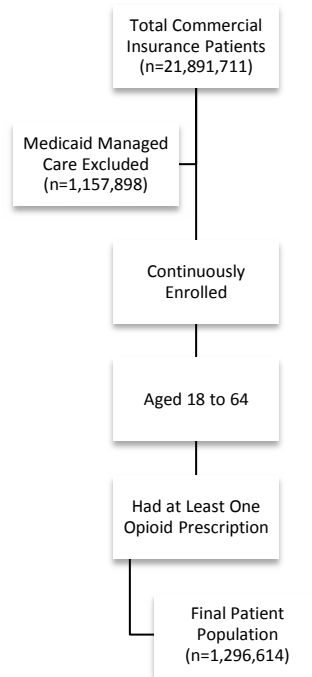 Total Commercial
Insurance Patients
(n=21,891,711)
Medicaid Managed
Care Excluded
(n=1,157,898)
Continuously
Enrolled
Aged 18 to 64
Had at Least One
Opioid Prescription
Final Patient
Population
(n=1,296,614)